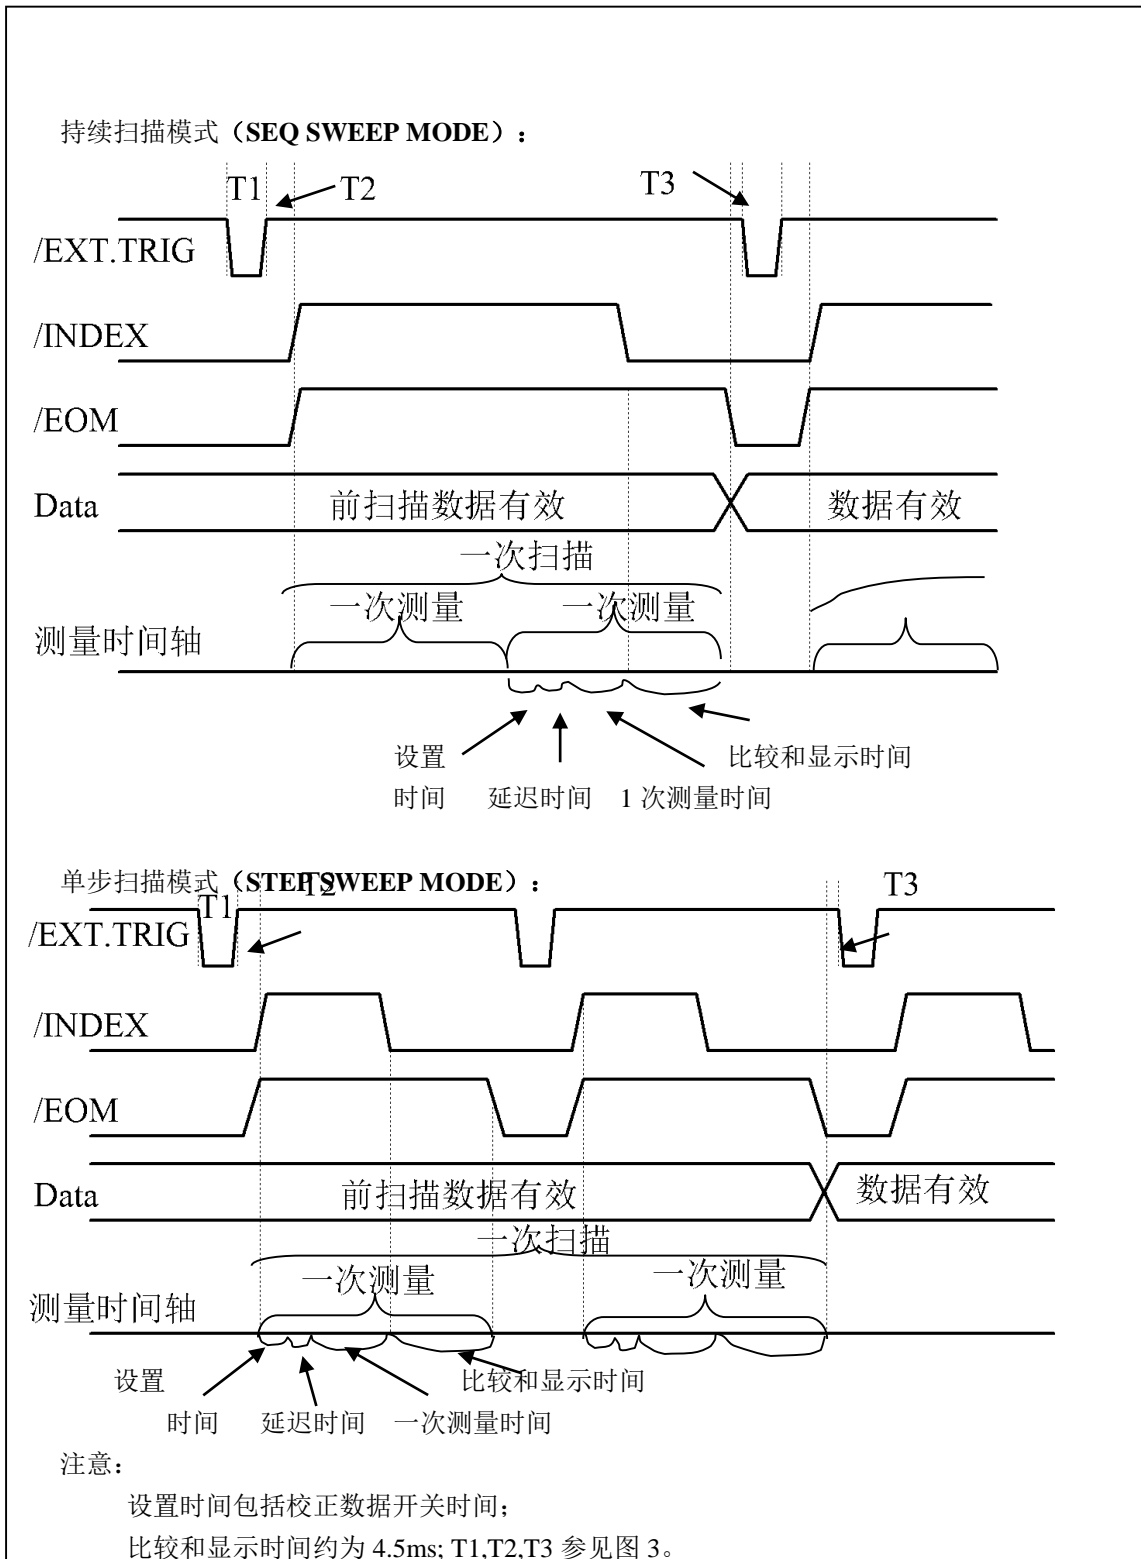 持续扫描模式（SEQ SWEEP MODE）：
T1 T2 T3
/EXT.TRIG
/INDEX
/EOM
Data 前扫描数据有效 数据有效
一次扫描
一次测量 一次测量
测量时间轴
设置 比较和显示时间
时间 延迟时间 1 次测量时间
单步扫描模式（STEP SWEEP MODE）：
T1 T2 T3
/EXT.TRIG
/INDEX
/EOM
Data 前扫描数据有效 数据有效
一次扫描
一次测量 一次测量
测量时间轴
设置 比较和显示时间
时间 延迟时间 一次测量时间
注意：
设置时间包括校正数据开关时间；
比较和显示时间约为 4.5ms; T1,T2,T3 参见图 3。